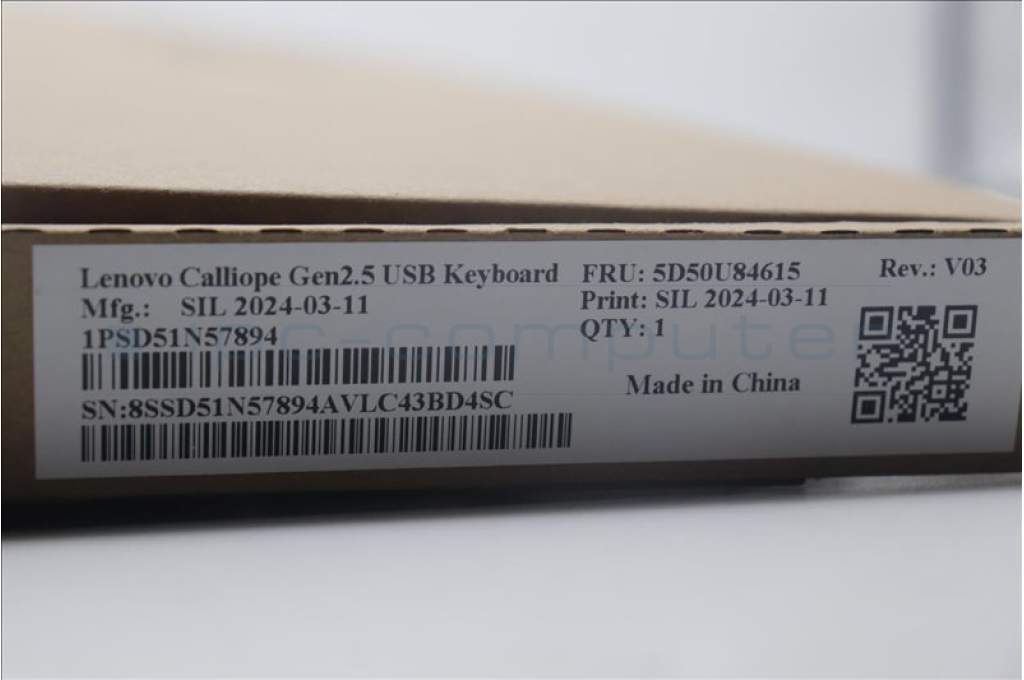 Lenovo Calliope Gen2.5 USB Keyboard FRU: 5D50U84615 Rev.: V03
Mfg.: SIL 2024-03-11 Print: SIL 2024-03-11
1PSD51N57894 QTY: 1
c-computer
Made in China
SN:8SSD51N57894AVLC43BD4SC